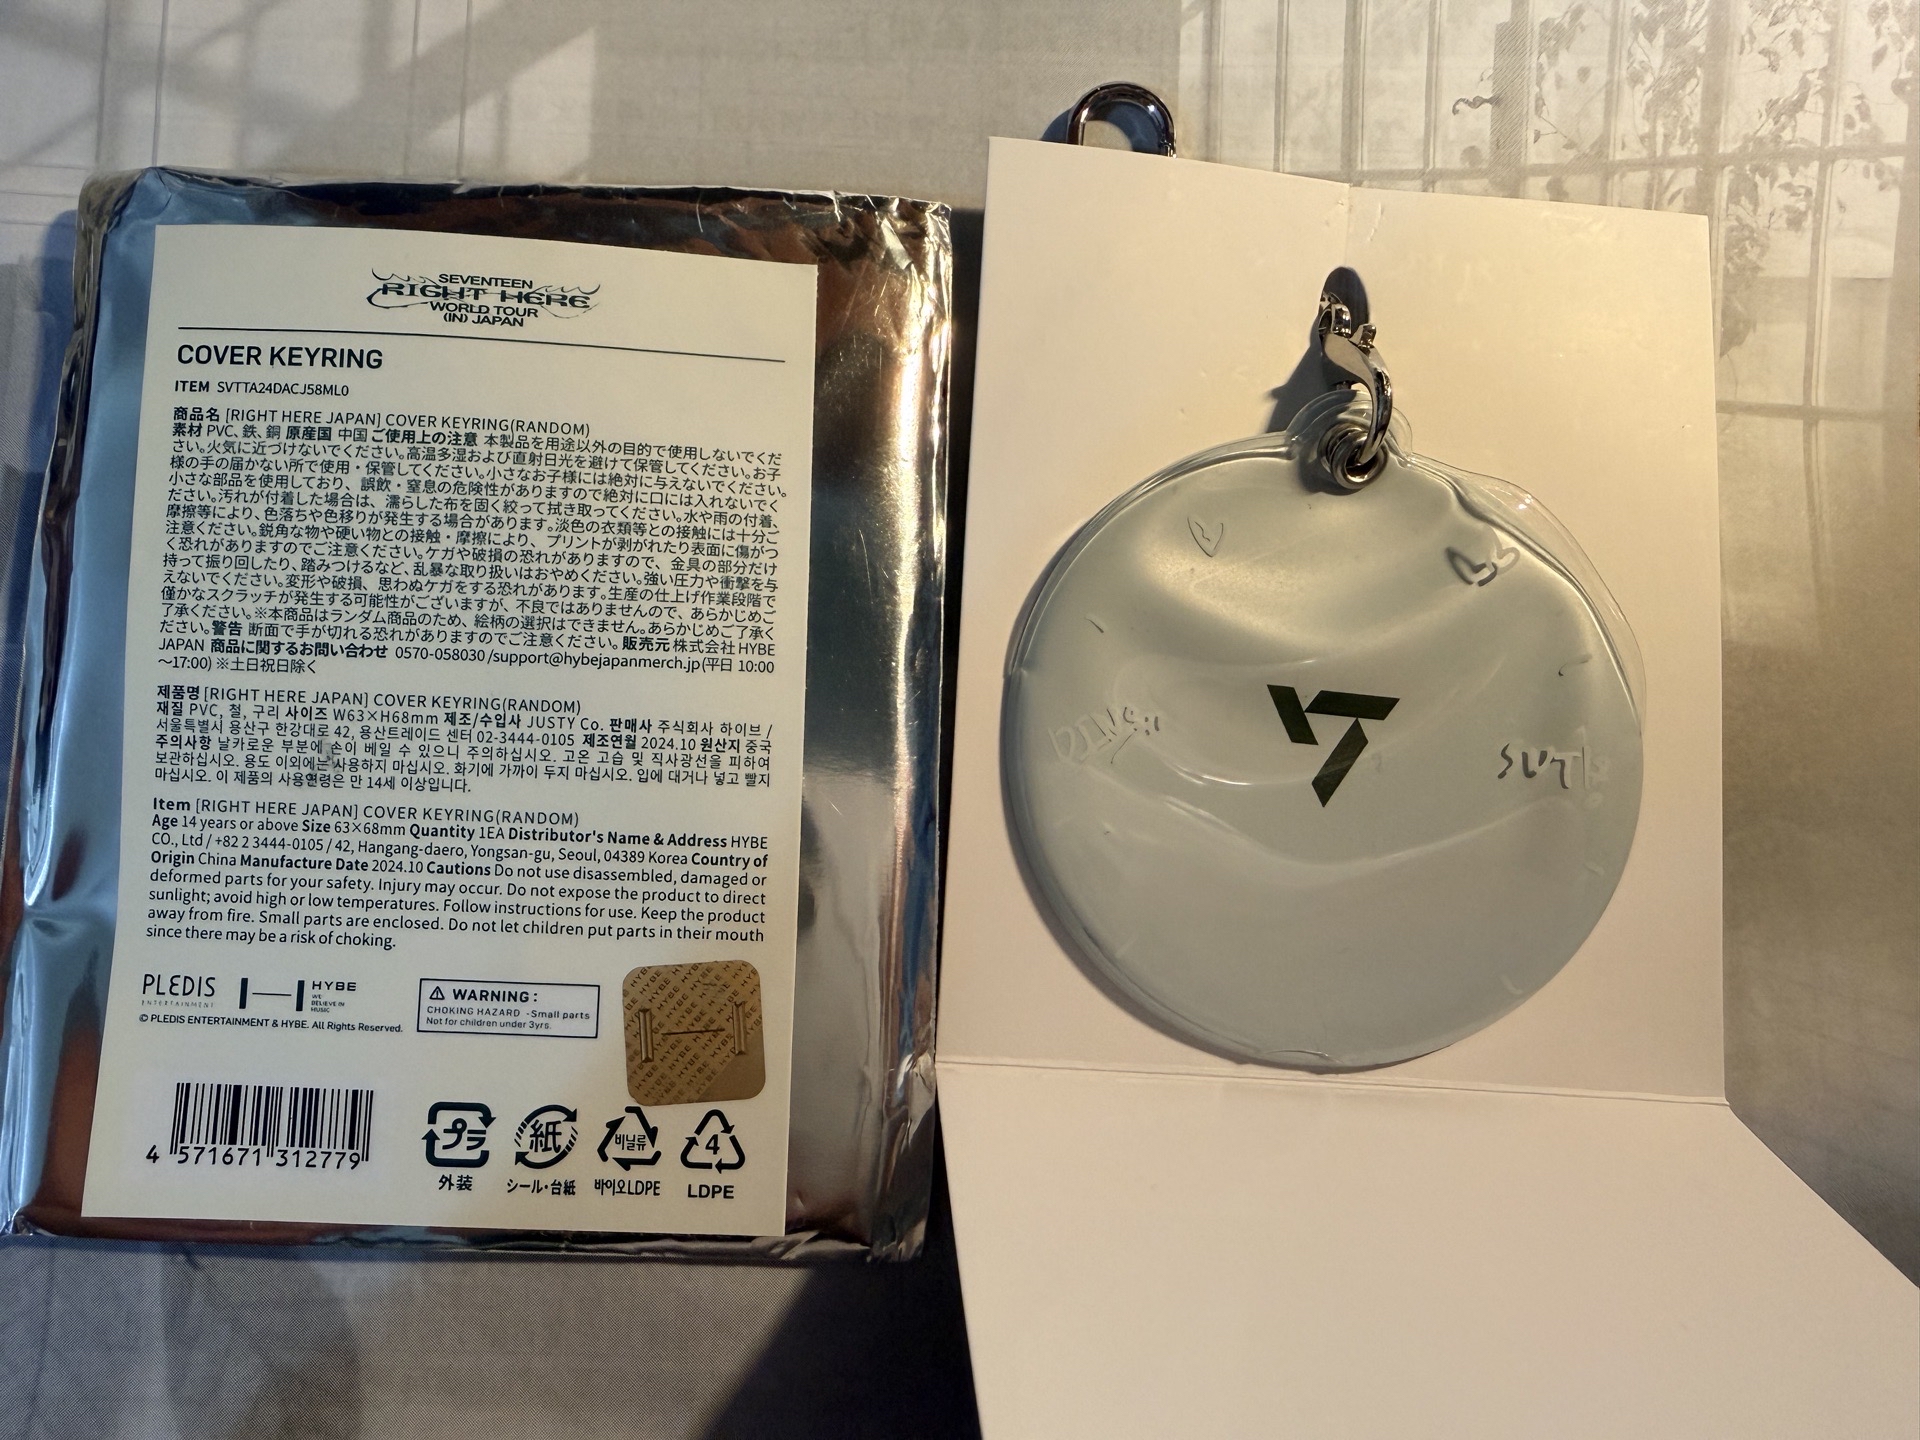 SEVENTEEN
RIGHT HERE
WORLD TOUR
(IN) JAPAN
COVER KEYRING
ITEM SVTTA24DACJ58ML0
商品名 [RIGHT HERE JAPAN] COVER KEYRING(RANDOM)
素材 PVC、鉄、銅 原産国 中国 ご使用上の注意 本製品を用途以外の目的で使用しないでくだ
さい。火気に近づけないでください。高温多湿および直射日光を避けて保管してください。お子
様の手の届かない所で使用・保管してください。小さなお子様には絶対に与えないでください。
小さな部品を使用しており、誤飲・窒息の危険性がありますので絶対に口には入れないでく
ださい。汚れが付着した場合は、濡らした布を固く絞って拭き取ってください。水や雨の付着、
摩擦等により、色落ちや色移りが発生する場合があります。淡色の衣類等との接触には十分ご
注意ください。鋭角な物や硬い物との接触・摩擦により、プリントが剥がれたり表面に傷がつ
く恐れがありますのでご注意ください。ケガや破損の恐れがありますので、金具の部分だけ
持って振り回したり、踏みつけるなど、乱暴な取り扱いはおやめください。強い圧力や衝撃を与
えないでください。変形や破損、思わぬケガをする恐れがあります。生産の仕上げ作業段階で
僅かなスクラッチが発生する可能性がございますが、不良ではありませんので、あらかじめご
了承ください。※本商品はランダム商品のため、絵柄の選択はできません。あらかじめご了承く
ださい。警告 断面で手が切れる恐れがありますのでご注意ください。販売元 株式会社 HYBE
JAPAN 商品に関するお問い合わせ 0570-058030 /support@hybejapanmerch.jp(平日 10:00
～17:00) ※土日祝日除く
제품명 [RIGHT HERE JAPAN] COVER KEYRING(RANDOM)
재질 PVC, 철, 구리 사이즈 W63×H68mm 제조/수입사 JUSTY Co. 판매사 주식회사 하이브 /
서울특별시 용산구 한강대로 42, 용산트레이드 센터 02-3444-0105 제조연월 2024.10 원산지 중국
주의사항 날카로운 부분에 손이 베일 수 있으니 주의하십시오. 고온 고습 및 직사광선을 피하여
보관하십시오. 용도 이외에는 사용하지 마십시오. 화기에 가까이 두지 마십시오. 입에 대거나 넣고 빨지
마십시오. 이 제품의 사용연령은 만 14세 이상입니다.
Item [RIGHT HERE JAPAN] COVER KEYRING(RANDOM)
Age 14 years or above Size 63×68mm Quantity 1EA Distributor's Name & Address HYBE
CO., Ltd / +82 2 3444-0105 / 42, Hangang-daero, Yongsan-gu, Seoul, 04389 Korea Country of
Origin China Manufacture Date 2024.10 Cautions Do not use disassembled, damaged or
deformed parts for your safety. Injury may occur. Do not expose the product to direct
sunlight; avoid high or low temperatures. Follow instructions for use. Keep the product
away from fire. Small parts are enclosed. Do not let children put parts in their mouth
since there may be a risk of choking.
PLEDIS
ENTERTAINMENT
HYBE
WE
BELIEVE IN
MUSIC
© PLEDIS ENTERTAINMENT & HYBE. All Rights Reserved.
⚠ WARNING :
CHOKING HAZARD -Small parts
Not for children under 3yrs.
HYBE HYBE HYBE
4 571671 312779
プラ
外装
紙
シール・台紙
비닐류
바이오LDPE
4
LDPE
SVT